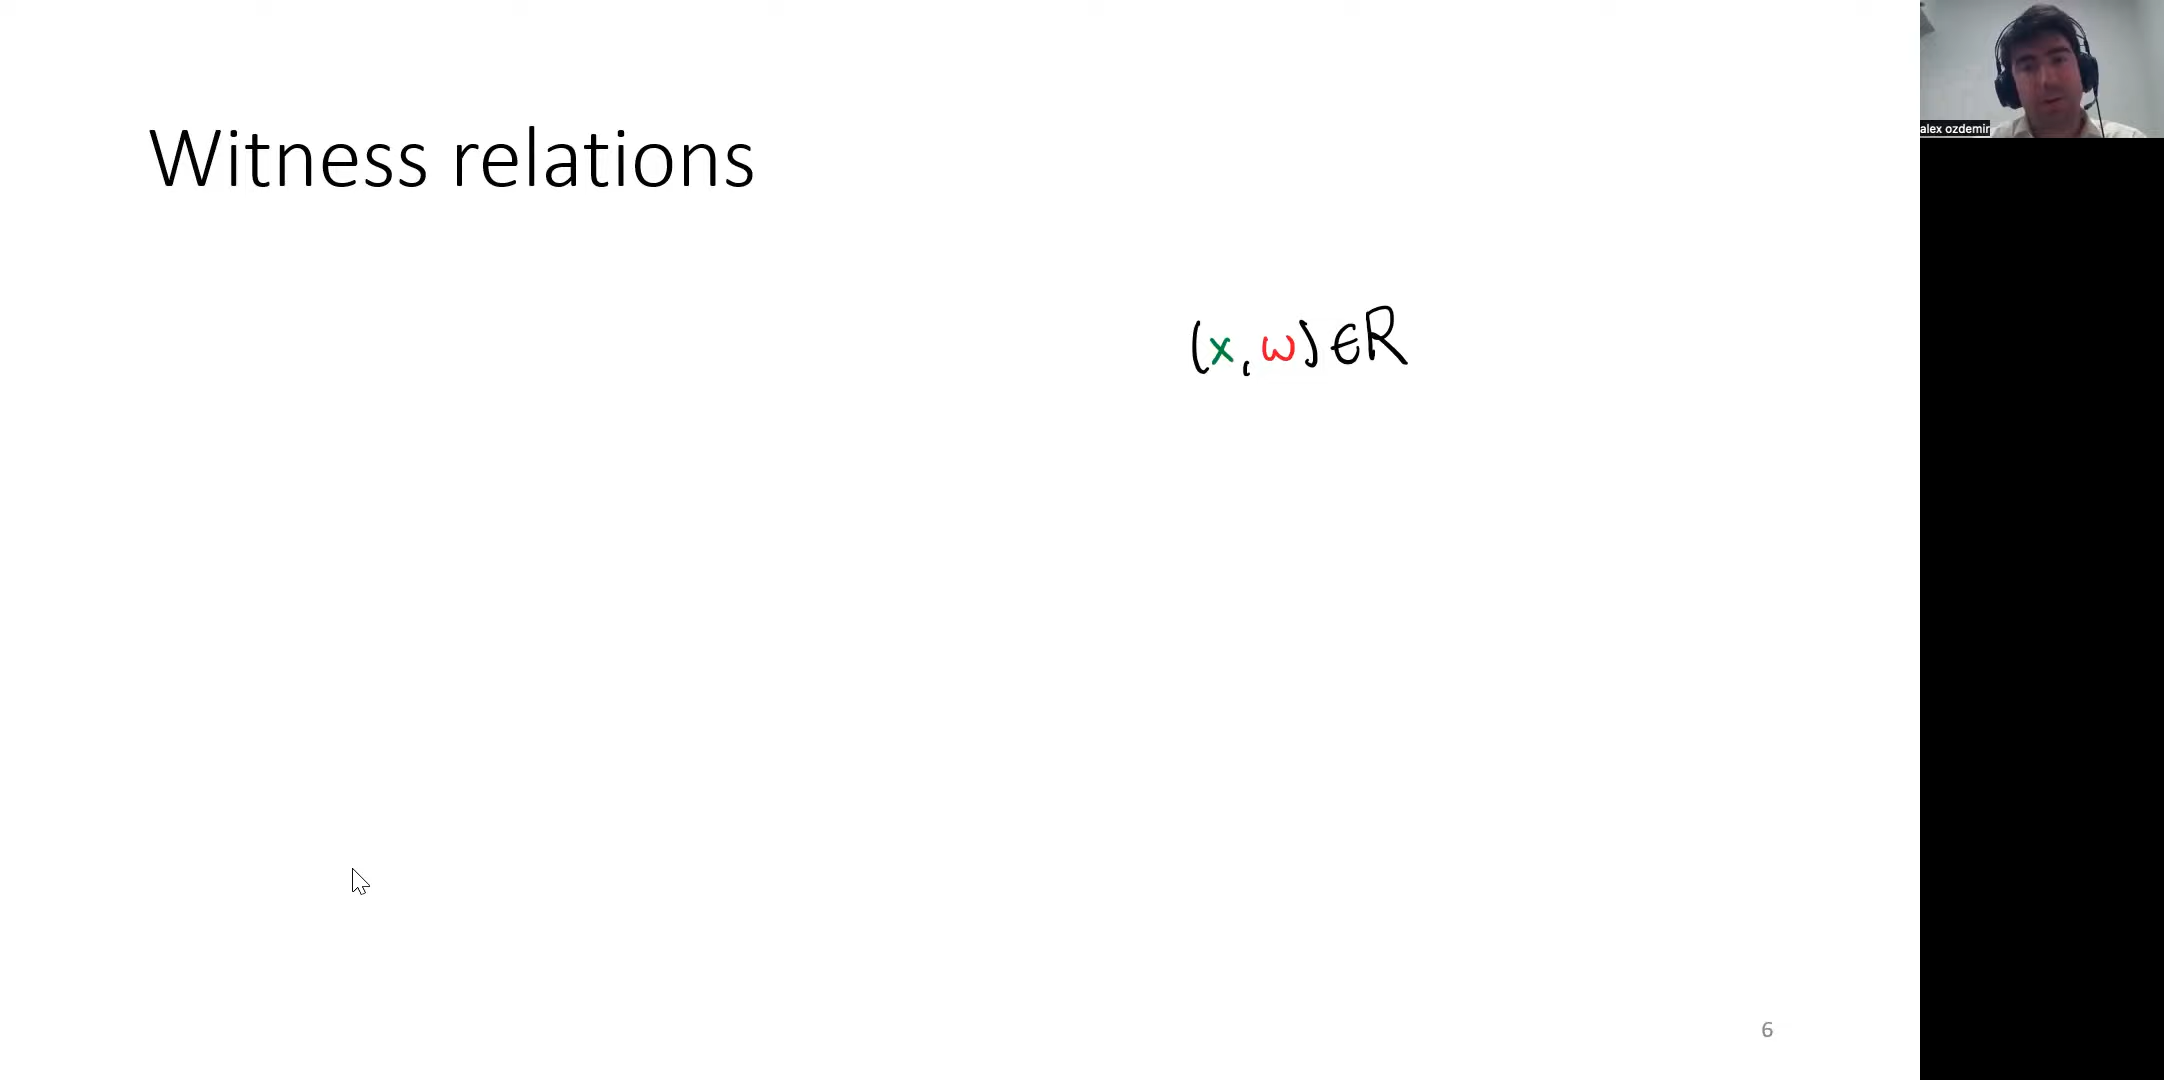 Witness relations
(x, w) ∈ R
alex ozdemir
6